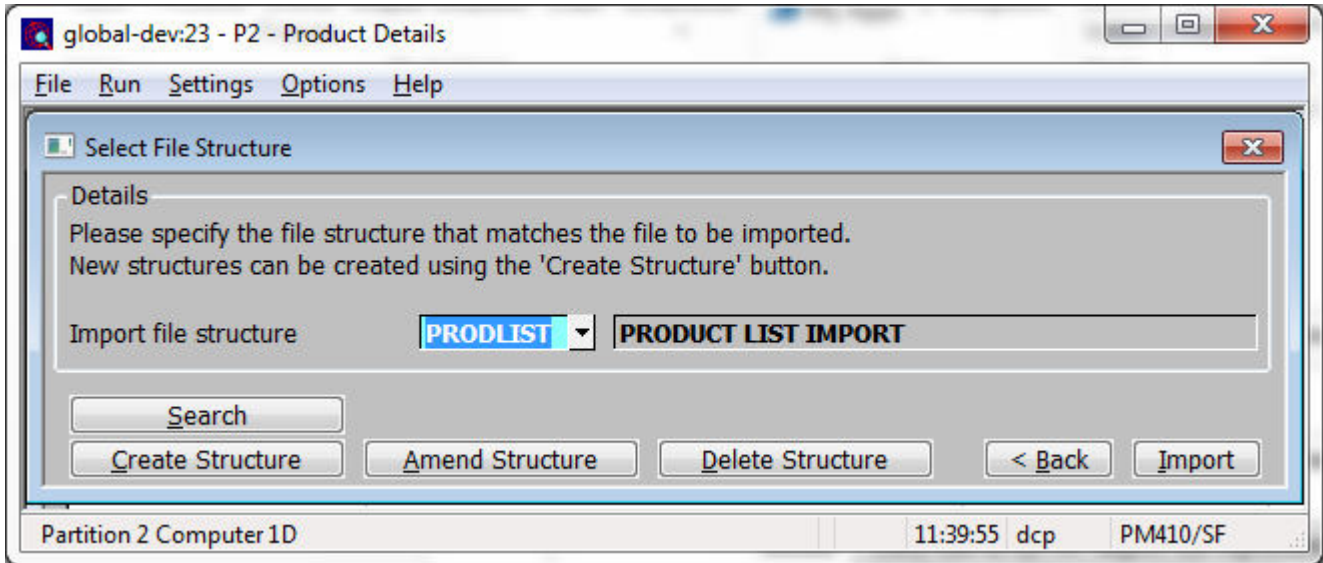 global-dev:23 - P2 - Product Details
File Run Settings Options Help
Select File Structure
Details
Please specify the file structure that matches the file to be imported.
New structures can be created using the 'Create Structure' button.
Import file structure PRODLIST PRODUCT LIST IMPORT
Search
Create Structure Amend Structure Delete Structure < Back Import
Partition 2 Computer 1D 11:39:55 dcp PM410/SF